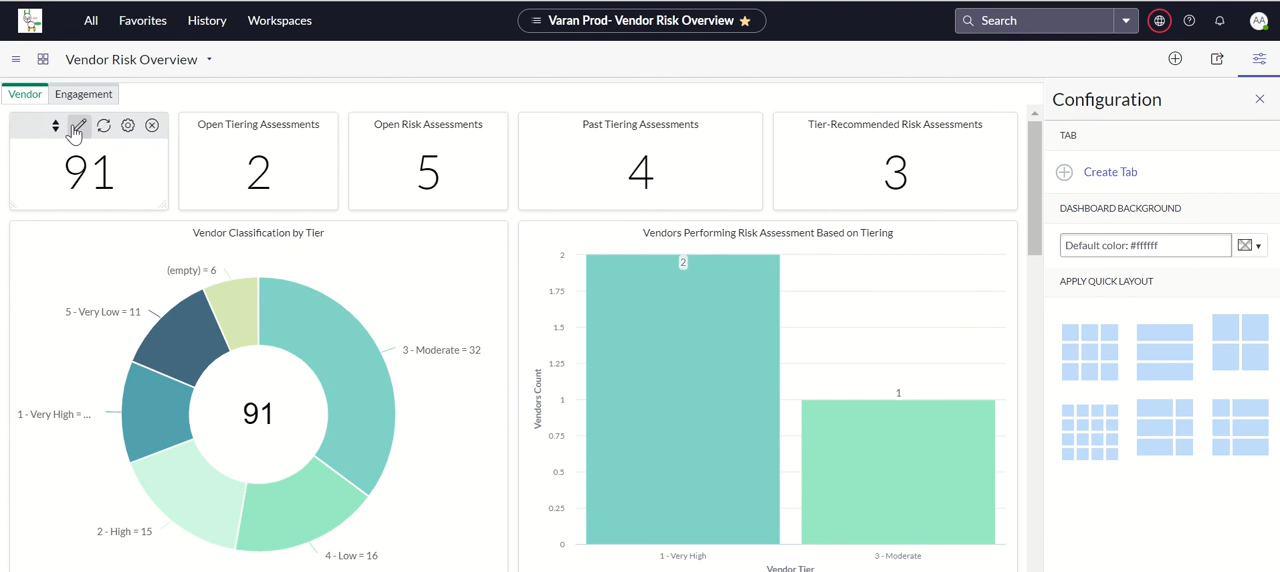 All Favorites History Workspaces
Varan Prod- Vendor Risk Overview
Search
AA
Vendor Risk Overview
Vendor Engagement
91
Open Tiering Assessments
2
Open Risk Assessments
5
Past Tiering Assessments
4
Tier-Recommended Risk Assessments
3
Vendor Classification by Tier
(empty) = 6
5 - Very Low = 11
3 - Moderate = 32
1 - Very High = ...
91
2 - High = 15
4 - Low = 16
Vendors Performing Risk Assessment Based on Tiering
Vendors Count
2
1.75
1.5
1.25
1
0.75
0.5
0.25
0
2
1
1 - Very High
3 - Moderate
Vendor Tier
Configuration
TAB
Create Tab
DASHBOARD BACKGROUND
Default color: #ffffff
APPLY QUICK LAYOUT